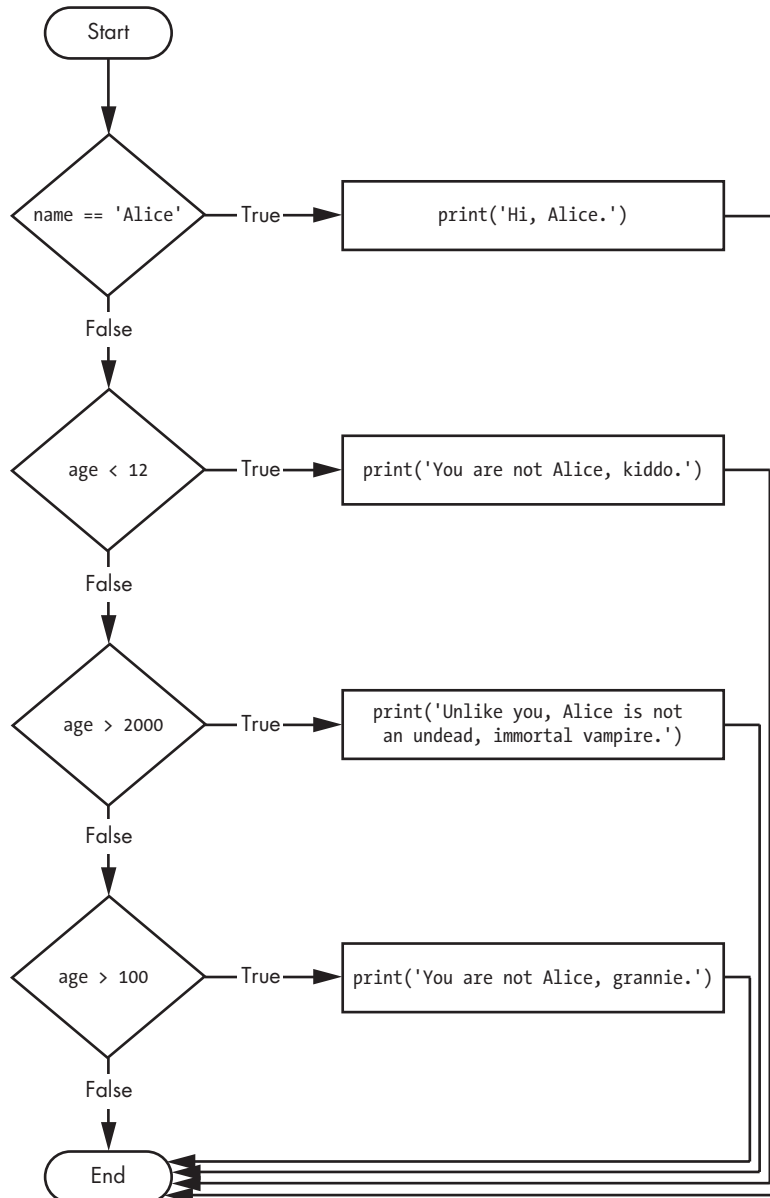 Start
name == 'Alice'
True
print('Hi, Alice.')
False
age < 12
True
print('You are not Alice, kiddo.')
False
age > 2000
True
print('Unlike you, Alice is not
an undead, immortal vampire.')
False
age > 100
True
print('You are not Alice, grannie.')
False
End